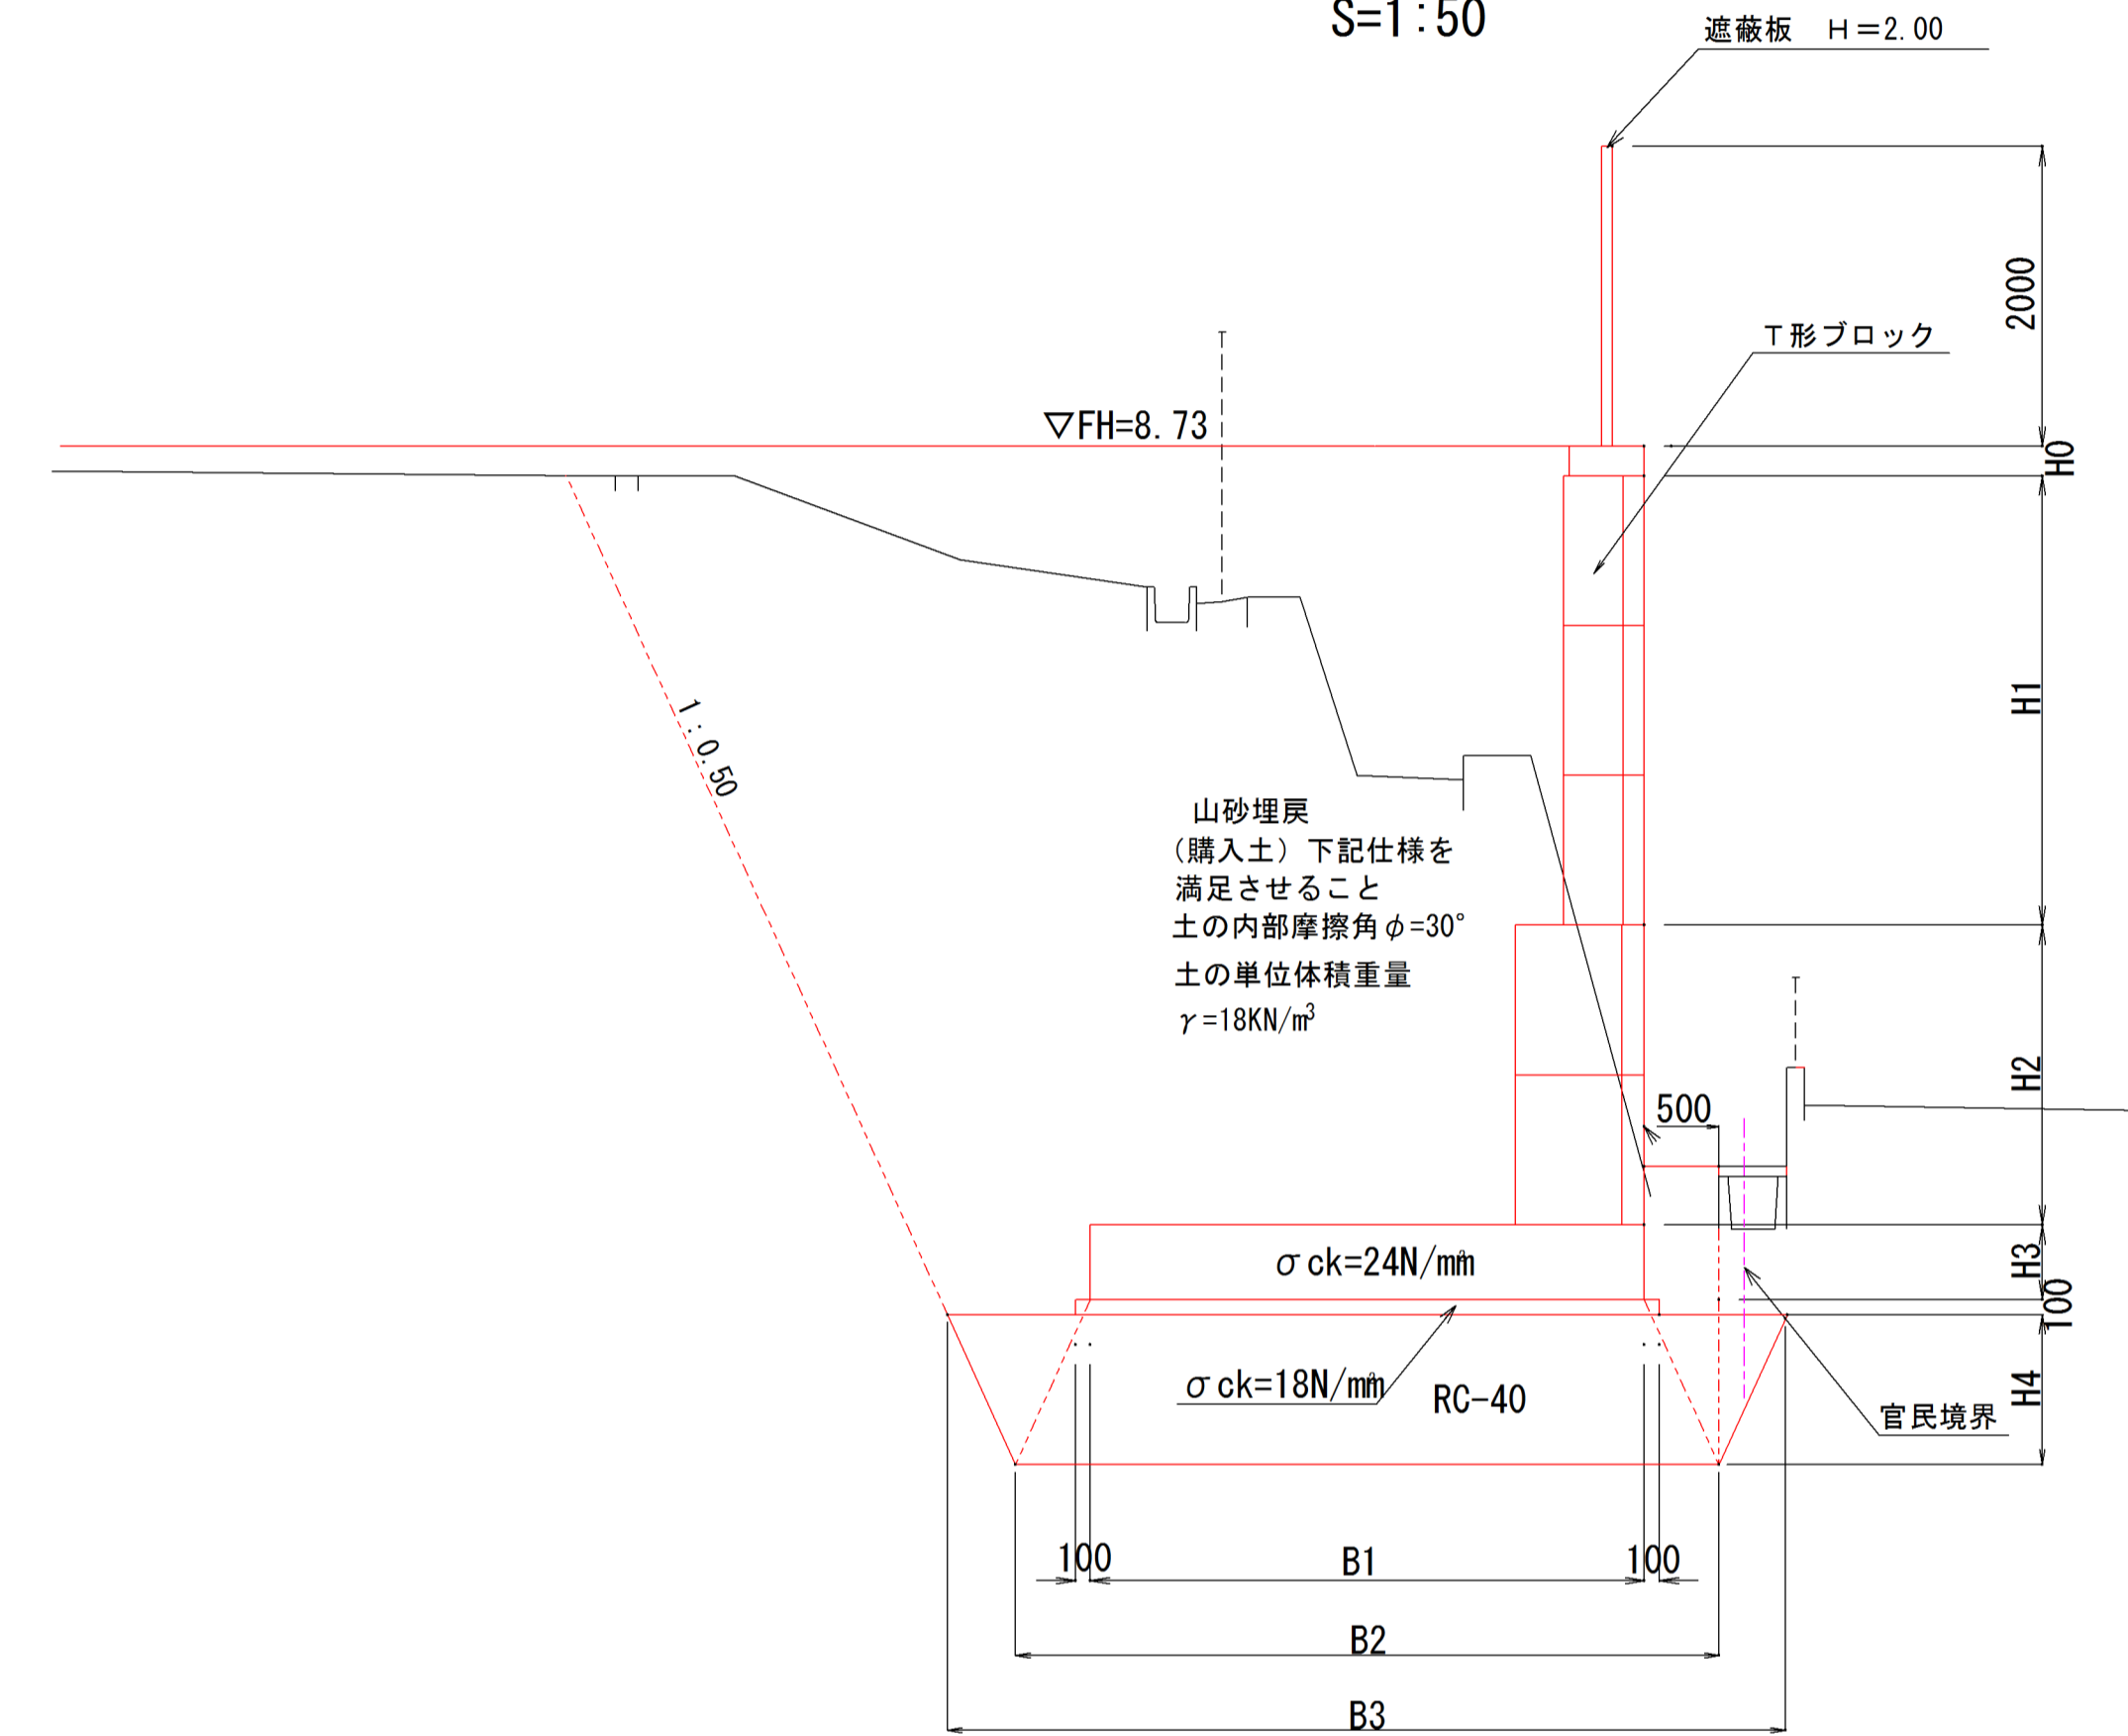 S=1:50
遮蔽板 H=2.00
2000
T形ブロック
▽FH=8.73
H0
H1
1:0.50
山砂埋戻
(購入土)下記仕様を
満足させること
土の内部摩擦角φ=30°
土の単位体積重量
γ=18KN/m³
H2
500
σck=24N/mm²
H3
100
σck=18N/mm²
RC-40
H4
官民境界
100
B1
100
B2
B3